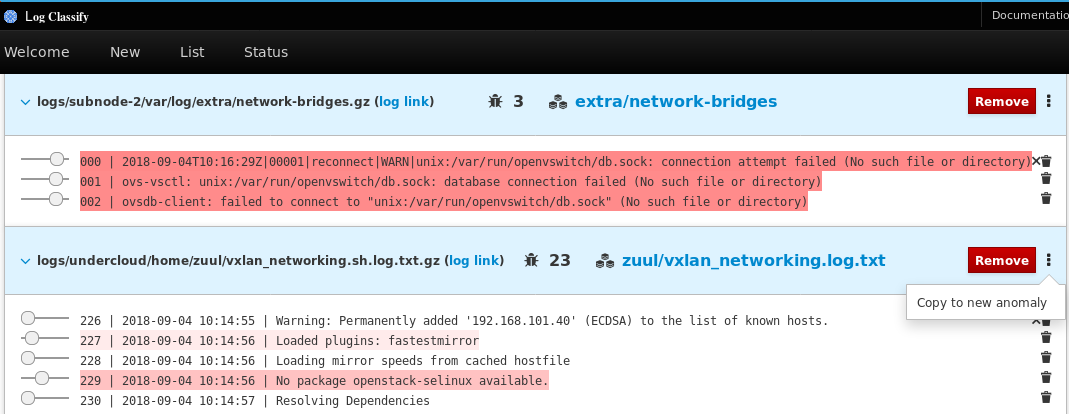 Log Classify
Documentatio
Welcome New List Status
logs/subnode-2/var/log/extra/network-bridges.gz (log link) 3 extra/network-bridges Remove
000 | 2018-09-04T10:16:29Z|00001|reconnect|WARN|unix:/var/run/openvswitch/db.sock: connection attempt failed (No such file or directory)
001 | ovs-vsctl: unix:/var/run/openvswitch/db.sock: database connection failed (No such file or directory)
002 | ovsdb-client: failed to connect to "unix:/var/run/openvswitch/db.sock" (No such file or directory)
logs/undercloud/home/zuul/vxlan_networking.sh.log.txt.gz (log link) 23 zuul/vxlan_networking.log.txt Remove
Copy to new anomaly
226 | 2018-09-04 10:14:55 | Warning: Permanently added '192.168.101.40' (ECDSA) to the list of known hosts.
227 | 2018-09-04 10:14:56 | Loaded plugins: fastestmirror
228 | 2018-09-04 10:14:56 | Loading mirror speeds from cached hostfile
229 | 2018-09-04 10:14:56 | No package openstack-selinux available.
230 | 2018-09-04 10:14:57 | Resolving Dependencies